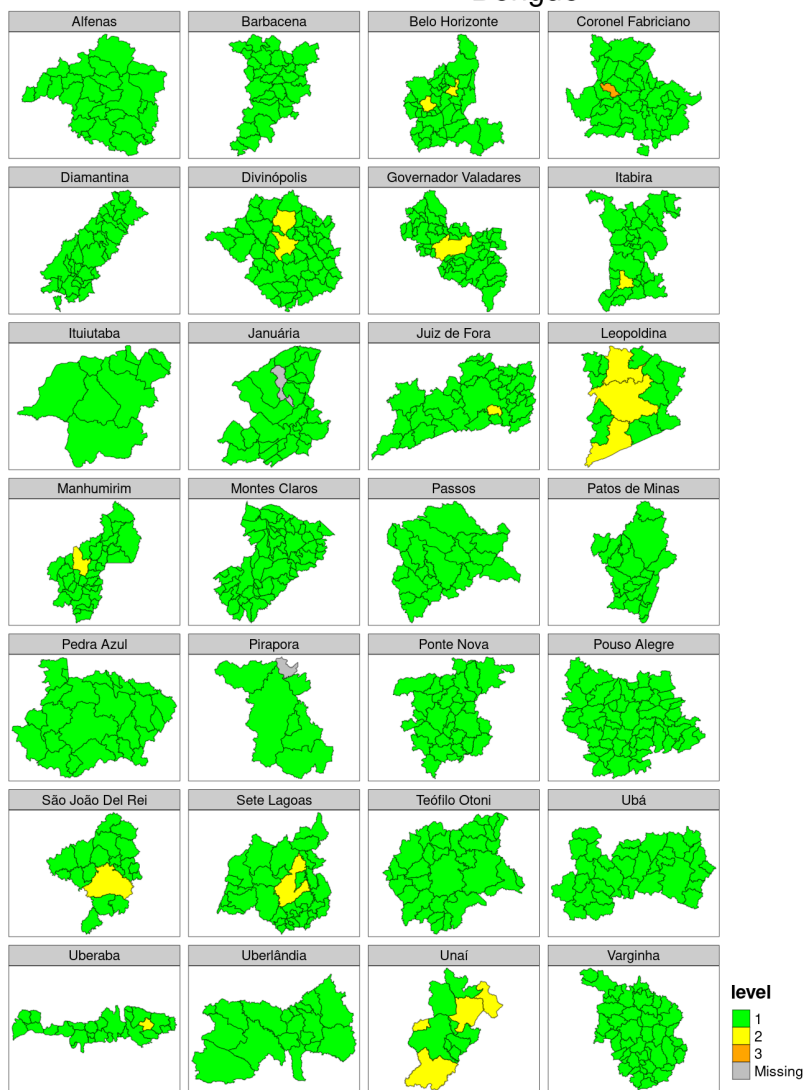 Alfenas Barbacena Belo Horizonte Coronel Fabriciano
Diamantina Divinópolis Governador Valadares Itabira
Ituiutaba Januária Juiz de Fora Leopoldina
Manhumirim Montes Claros Passos Patos de Minas
Pedra Azul Pirapora Ponte Nova Pouso Alegre
São João Del Rei Sete Lagoas Teófilo Otoni Ubá
Uberaba Uberlândia Unaí Varginha
level
1
2
3
Missing